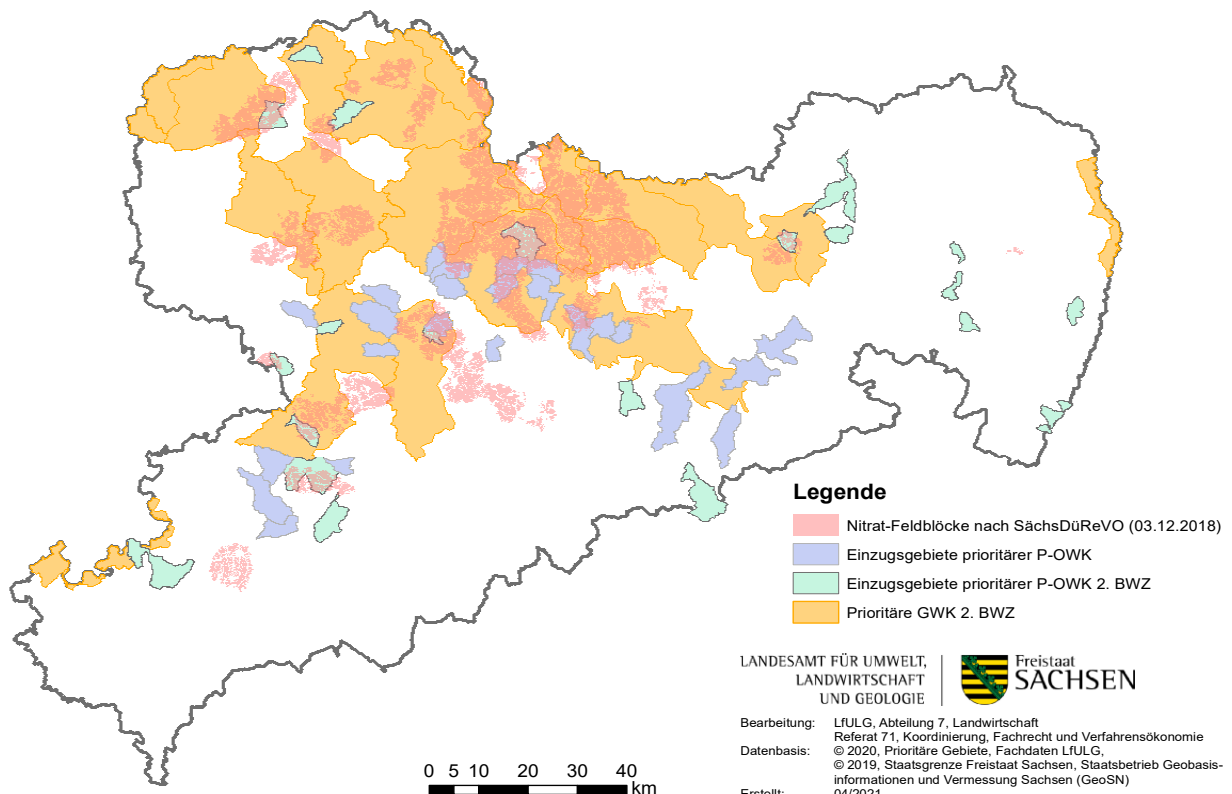 Legende
Nitrat-Feldblöcke nach SächsDüReVO (03.12.2018)
Einzugsgebiete prioritärer P-OWK
Einzugsgebiete prioritärer P-OWK 2. BWZ
Prioritäre GWK 2. BWZ
LANDESAMT FÜR UMWELT,
LANDWIRTSCHAFT
UND GEOLOGIE
Freistaat
SACHSEN
Bearbeitung: LfULG, Abteilung 7, Landwirtschaft
Referat 71, Koordinierung, Fachrecht und Verfahrensökonomie
Datenbasis: © 2020, Prioritäre Gebiete, Fachdaten LfULG,
© 2019, Staatsgrenze Freistaat Sachsen, Staatsbetrieb Geobasis-
informationen und Vermessung Sachsen (GeoSN)
Erstellt: 04/2021
0 5 10 20 30 40
km